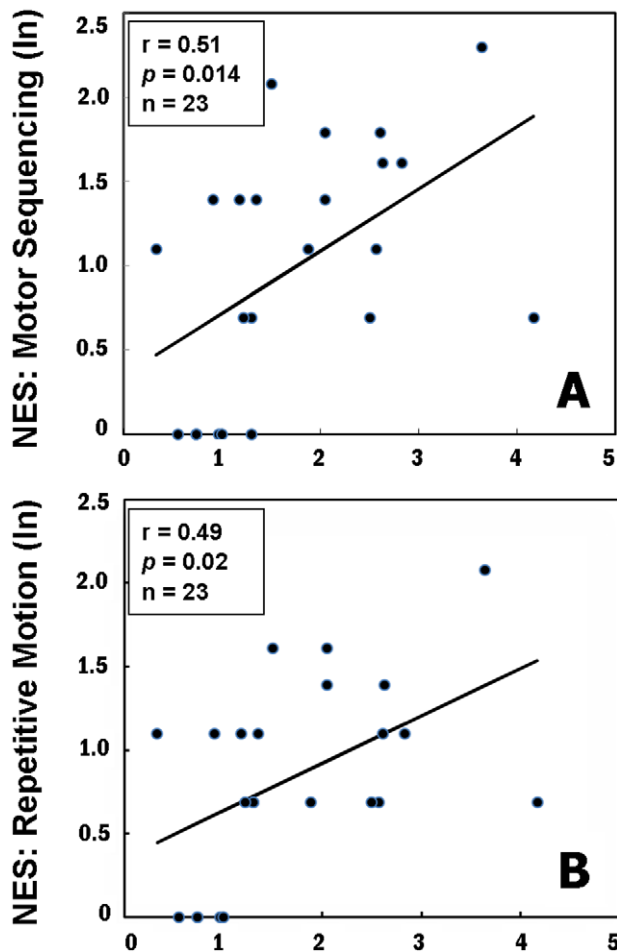 NES: Motor Sequencing (ln)
2.5
2.0
1.5
1.0
0.5
0
r = 0.51
p = 0.014
n = 23
A
0 1 2 3 4 5
NES: Repetitive Motion (ln)
2.5
2.0
1.5
1.0
0.5
0
r = 0.49
p = 0.02
n = 23
B
0 1 2 3 4 5